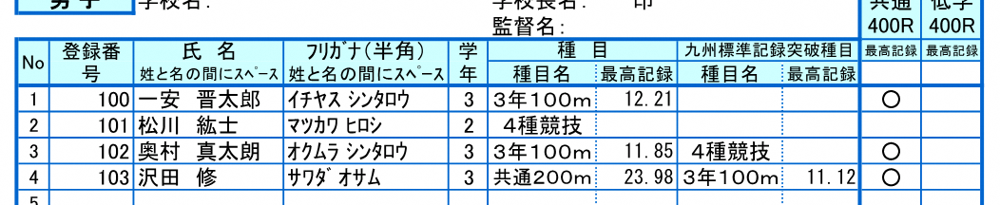 男子 学校名: 学校長名: 印 共通 低学
監督名: 400R 400R
No 登録番号 氏 名 フリガナ(半角) 学年 種 目 九州標準記録突破種目 最高記録 最高記録
姓と名の間にスペース 姓と名の間にスペース 種目名 最高記録 種目名 最高記録
1 100 一安 晋太郎 イチヤス シンタロウ 3 3年100m 12.21 ○
2 101 松川 紘士 マツカワ ヒロシ 2 4種競技
3 102 奥村 真太朗 オクムラ シンタロウ 3 3年100m 11.85 4種競技 ○
4 103 沢田 修 サワダ オサム 3 共通200m 23.98 3年100m 11.12 ○
5